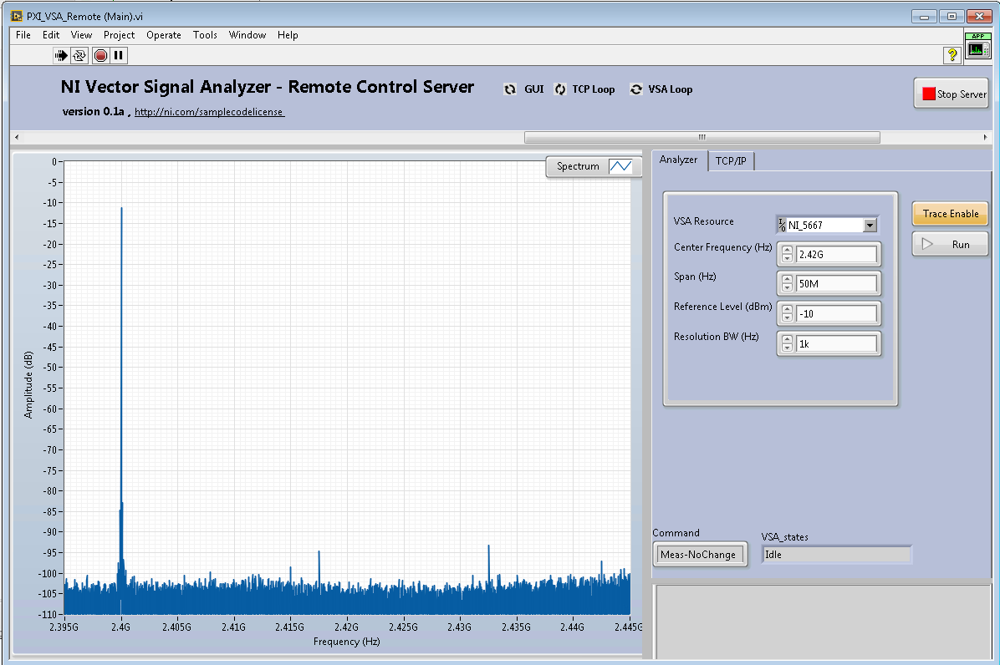 PXI_VSA_Remote (Main).vi
File Edit View Project Operate Tools Window Help
APP
?
NI Vector Signal Analyzer - Remote Control Server
GUI TCP Loop VSA Loop
Stop Server
version 0.1a , http://ni.com/samplecodelicense
Spectrum
Amplitude (dB)
0
-5
-10
-15
-20
-25
-30
-35
-40
-45
-50
-55
-60
-65
-70
-75
-80
-85
-90
-95
-100
-105
-110
2.395G 2.4G 2.405G 2.41G 2.415G 2.42G 2.425G 2.43G 2.435G 2.44G 2.445G
Frequency (Hz)
Analyzer TCP/IP
VSA Resource I/O NI_5667
Center Frequency (Hz) 2.42G
Span (Hz) 50M
Reference Level (dBm) -10
Resolution BW (Hz) 1k
Trace Enable
Run
Command
Meas-NoChange
VSA_states
Idle